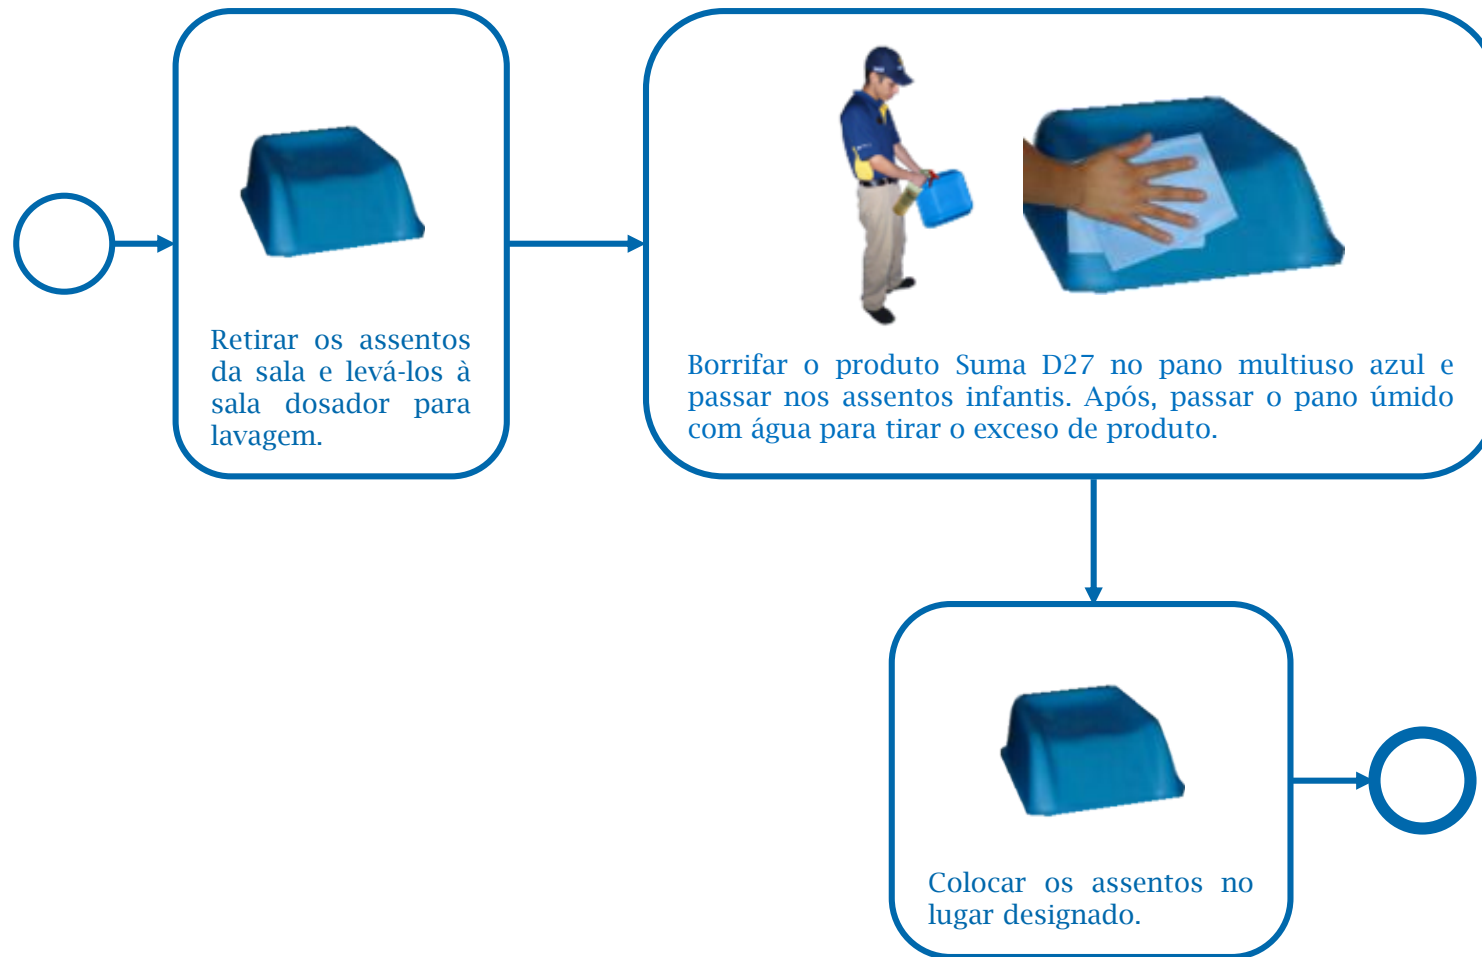 Retirar os assentos
da sala e levá-los à
sala dosador para
lavagem.
Borrifar o produto Suma D27 no pano multiuso azul e
passar nos assentos infantis. Após, passar o pano úmido
com água para tirar o exceso de produto.
Colocar os assentos no
lugar designado.